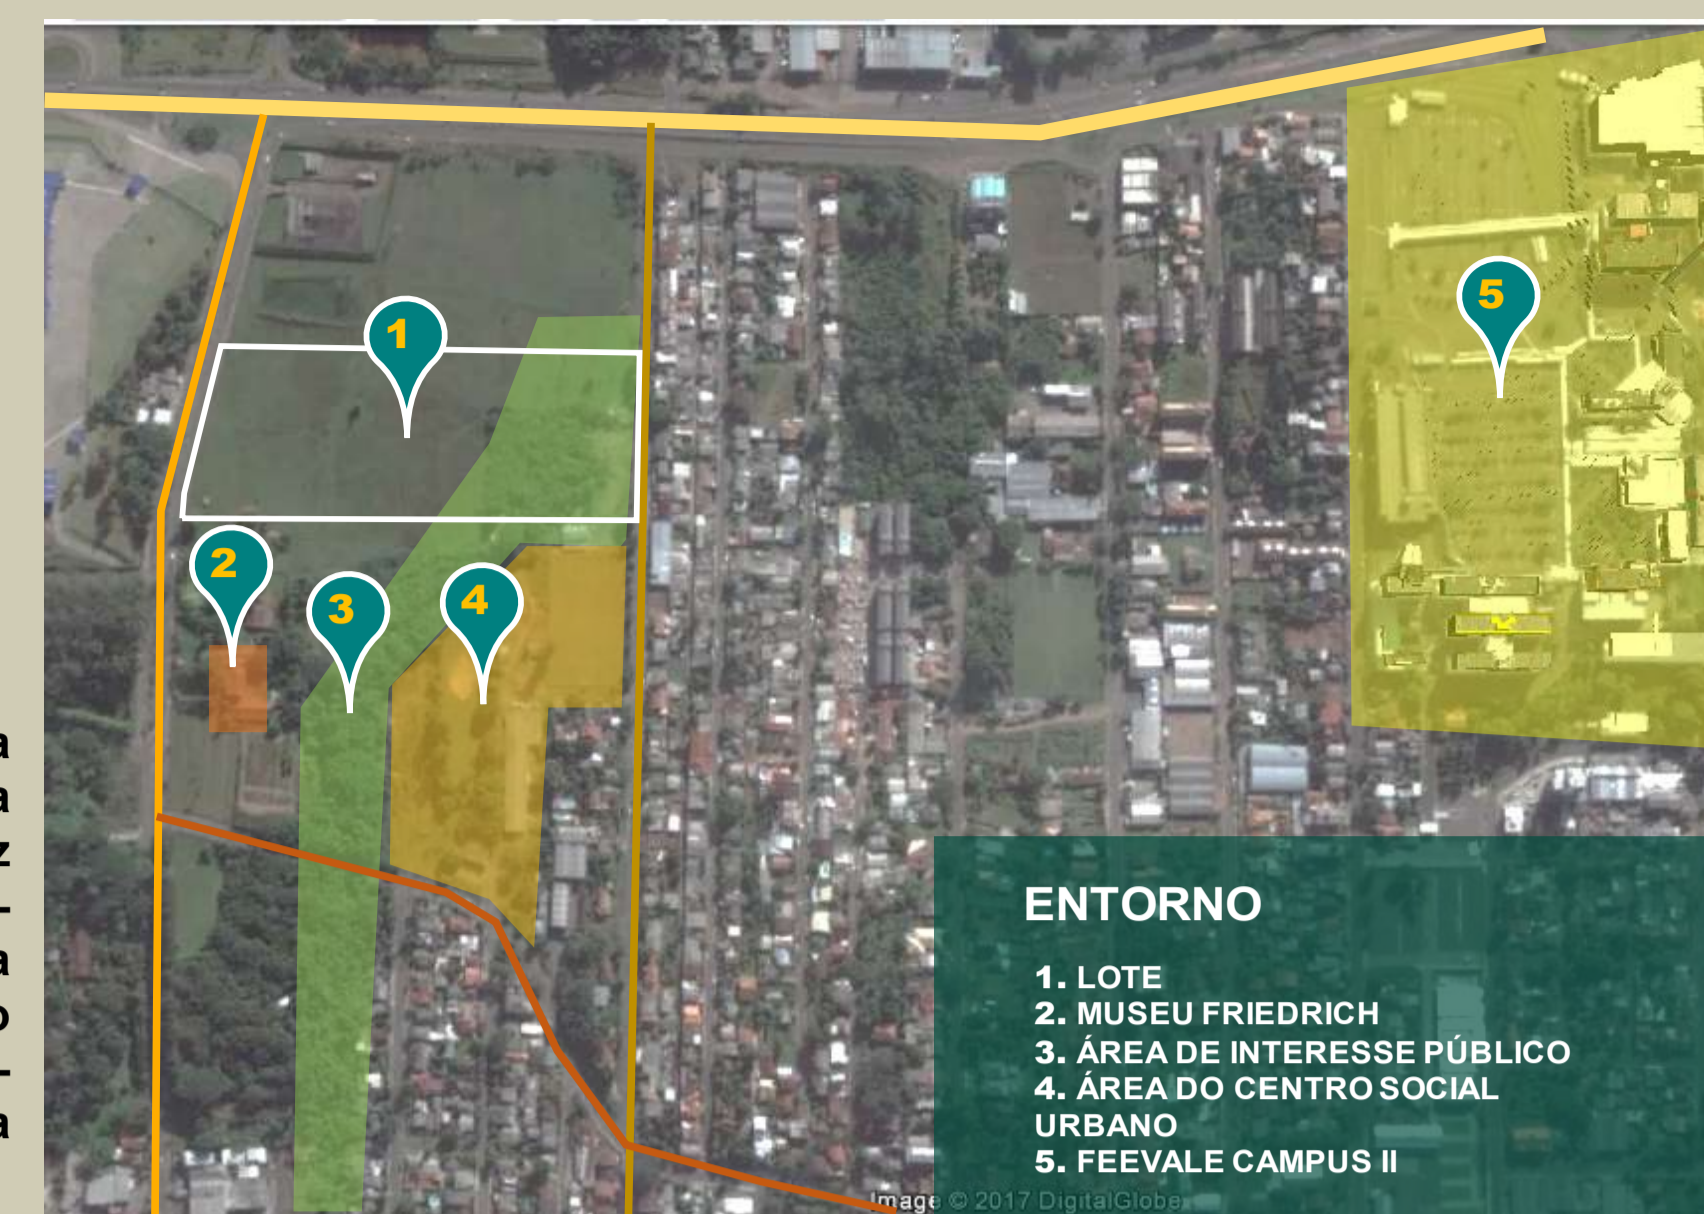 1
5
2
3
4
a
a
z
-
a
o
-
a
ENTORNO
1. LOTE
2. MUSEU FRIEDRICH
3. ÁREA DE INTERESSE PÚBLICO
4. ÁREA DO CENTRO SOCIAL
URBANO
5. FEEVALE CAMPUS II
Image © 2017 DigitalGlobe